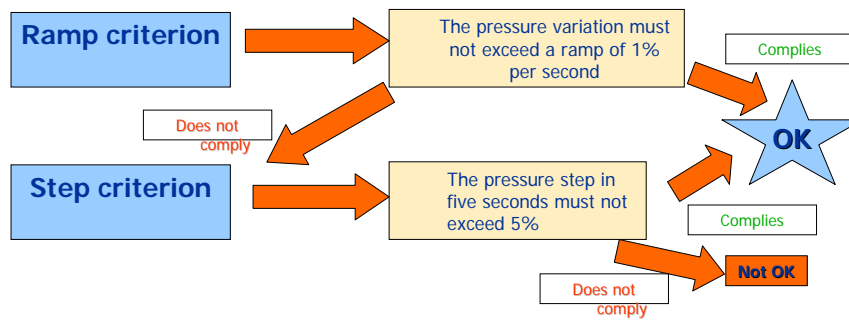 Ramp criterion
The pressure variation must
not exceed a ramp of 1%
per second
Complies
Does not
comply
OK
Step criterion
The pressure step in
five seconds must not
exceed 5%
Complies
Not OK
Does not
comply